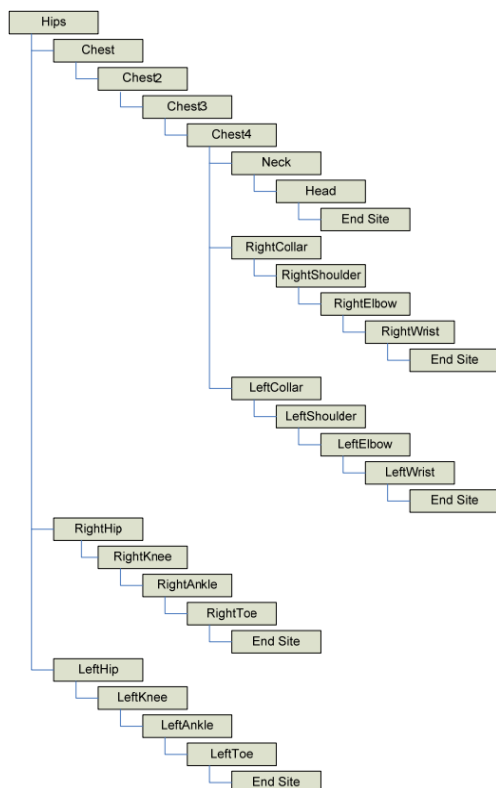 Hips
Chest
Chest2
Chest3
Chest4
Neck
Head
End Site
RightCollar
RightShoulder
RightElbow
RightWrist
End Site
LeftCollar
LeftShoulder
LeftElbow
LeftWrist
End Site
RightHip
RightKnee
RightAnkle
RightToe
End Site
LeftHip
LeftKnee
LeftAnkle
LeftToe
End Site